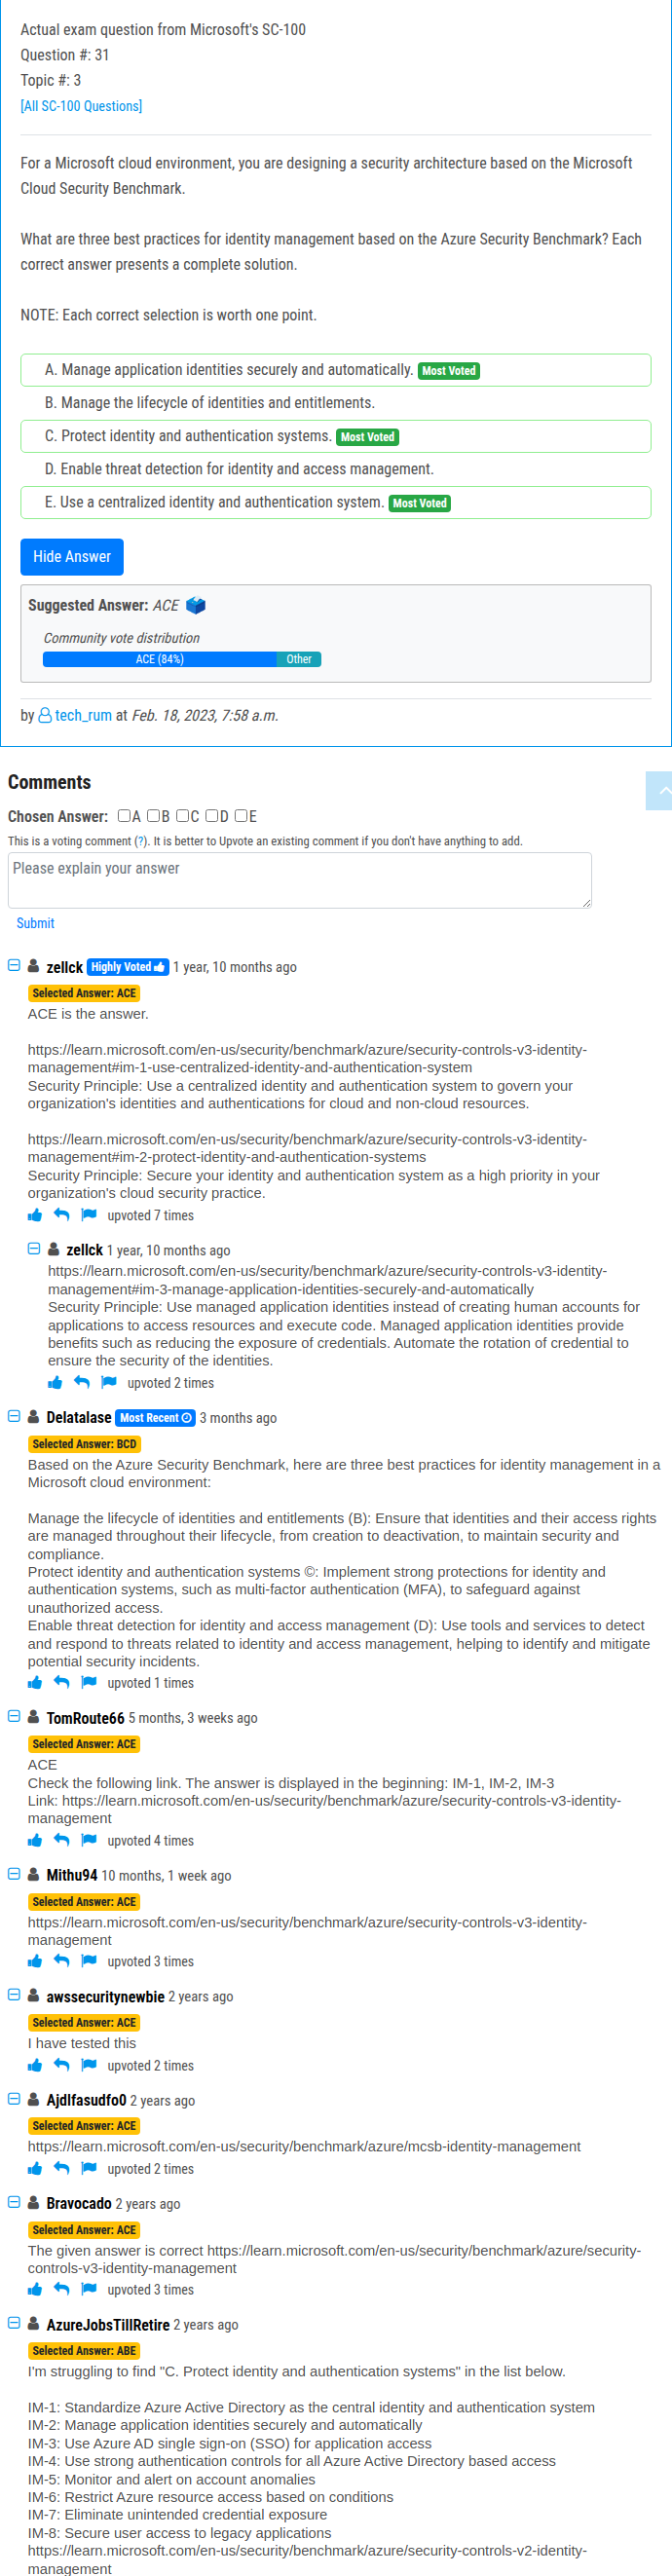 Actual exam question from Microsoft's SC-100
Question #: 31
Topic #: 3
[All SC-100 Questions]
For a Microsoft cloud environment, you are designing a security architecture based on the Microsoft
Cloud Security Benchmark.
What are three best practices for identity management based on the Azure Security Benchmark? Each
correct answer presents a complete solution.
NOTE: Each correct selection is worth one point.
A. Manage application identities securely and automatically. Most Voted
B. Manage the lifecycle of identities and entitlements.
C. Protect identity and authentication systems. Most Voted
D. Enable threat detection for identity and access management.
E. Use a centralized identity and authentication system. Most Voted
Hide Answer
Suggested Answer: ACE
Community vote distribution
ACE (84%) Other
by tech_rum at Feb. 18, 2023, 7:58 a.m.
Comments
Chosen Answer: A B C D E
This is a voting comment (?). It is better to Upvote an existing comment if you don't have anything to add.
Please explain your answer
Submit
zellck Highly Voted 1 year, 10 months ago
Selected Answer: ACE
ACE is the answer.
https://learn.microsoft.com/en-us/security/benchmark/azure/security-controls-v3-identity-
management#im-1-use-centralized-identity-and-authentication-system
Security Principle: Use a centralized identity and authentication system to govern your
organization's identities and authentications for cloud and non-cloud resources.
https://learn.microsoft.com/en-us/security/benchmark/azure/security-controls-v3-identity-
management#im-2-protect-identity-and-authentication-systems
Security Principle: Secure your identity and authentication system as a high priority in your
organization's cloud security practice.
upvoted 7 times
zellck 1 year, 10 months ago
https://learn.microsoft.com/en-us/security/benchmark/azure/security-controls-v3-identity-
management#im-3-manage-application-identities-securely-and-automatically
Security Principle: Use managed application identities instead of creating human accounts for
applications to access resources and execute code. Managed application identities provide
benefits such as reducing the exposure of credentials. Automate the rotation of credential to
ensure the security of the identities.
upvoted 2 times
Delatalase Most Recent 3 months ago
Selected Answer: BCD
Based on the Azure Security Benchmark, here are three best practices for identity management in a
Microsoft cloud environment:
Manage the lifecycle of identities and entitlements (B): Ensure that identities and their access rights
are managed throughout their lifecycle, from creation to deactivation, to maintain security and
compliance.
Protect identity and authentication systems ©: Implement strong protections for identity and
authentication systems, such as multi-factor authentication (MFA), to safeguard against
unauthorized access.
Enable threat detection for identity and access management (D): Use tools and services to detect
and respond to threats related to identity and access management, helping to identify and mitigate
potential security incidents.
upvoted 1 times
TomRoute66 5 months, 3 weeks ago
Selected Answer: ACE
ACE
Check the following link. The answer is displayed in the beginning: IM-1, IM-2, IM-3
Link: https://learn.microsoft.com/en-us/security/benchmark/azure/security-controls-v3-identity-
management
upvoted 4 times
Mithu94 10 months, 1 week ago
Selected Answer: ACE
https://learn.microsoft.com/en-us/security/benchmark/azure/security-controls-v3-identity-
management
upvoted 3 times
awssecuritynewbie 2 years ago
Selected Answer: ACE
I have tested this
upvoted 2 times
Ajdlfasudfo0 2 years ago
Selected Answer: ACE
https://learn.microsoft.com/en-us/security/benchmark/azure/mcsb-identity-management
upvoted 2 times
Bravocado 2 years ago
Selected Answer: ACE
The given answer is correct https://learn.microsoft.com/en-us/security/benchmark/azure/security-
controls-v3-identity-management
upvoted 3 times
AzureJobsTillRetire 2 years ago
Selected Answer: ABE
I'm struggling to find "C. Protect identity and authentication systems" in the list below.
IM-1: Standardize Azure Active Directory as the central identity and authentication system
IM-2: Manage application identities securely and automatically
IM-3: Use Azure AD single sign-on (SSO) for application access
IM-4: Use strong authentication controls for all Azure Active Directory based access
IM-5: Monitor and alert on account anomalies
IM-6: Restrict Azure resource access based on conditions
IM-7: Eliminate unintended credential exposure
IM-8: Secure user access to legacy applications
https://learn.microsoft.com/en-us/security/benchmark/azure/security-controls-v2-identity-
management